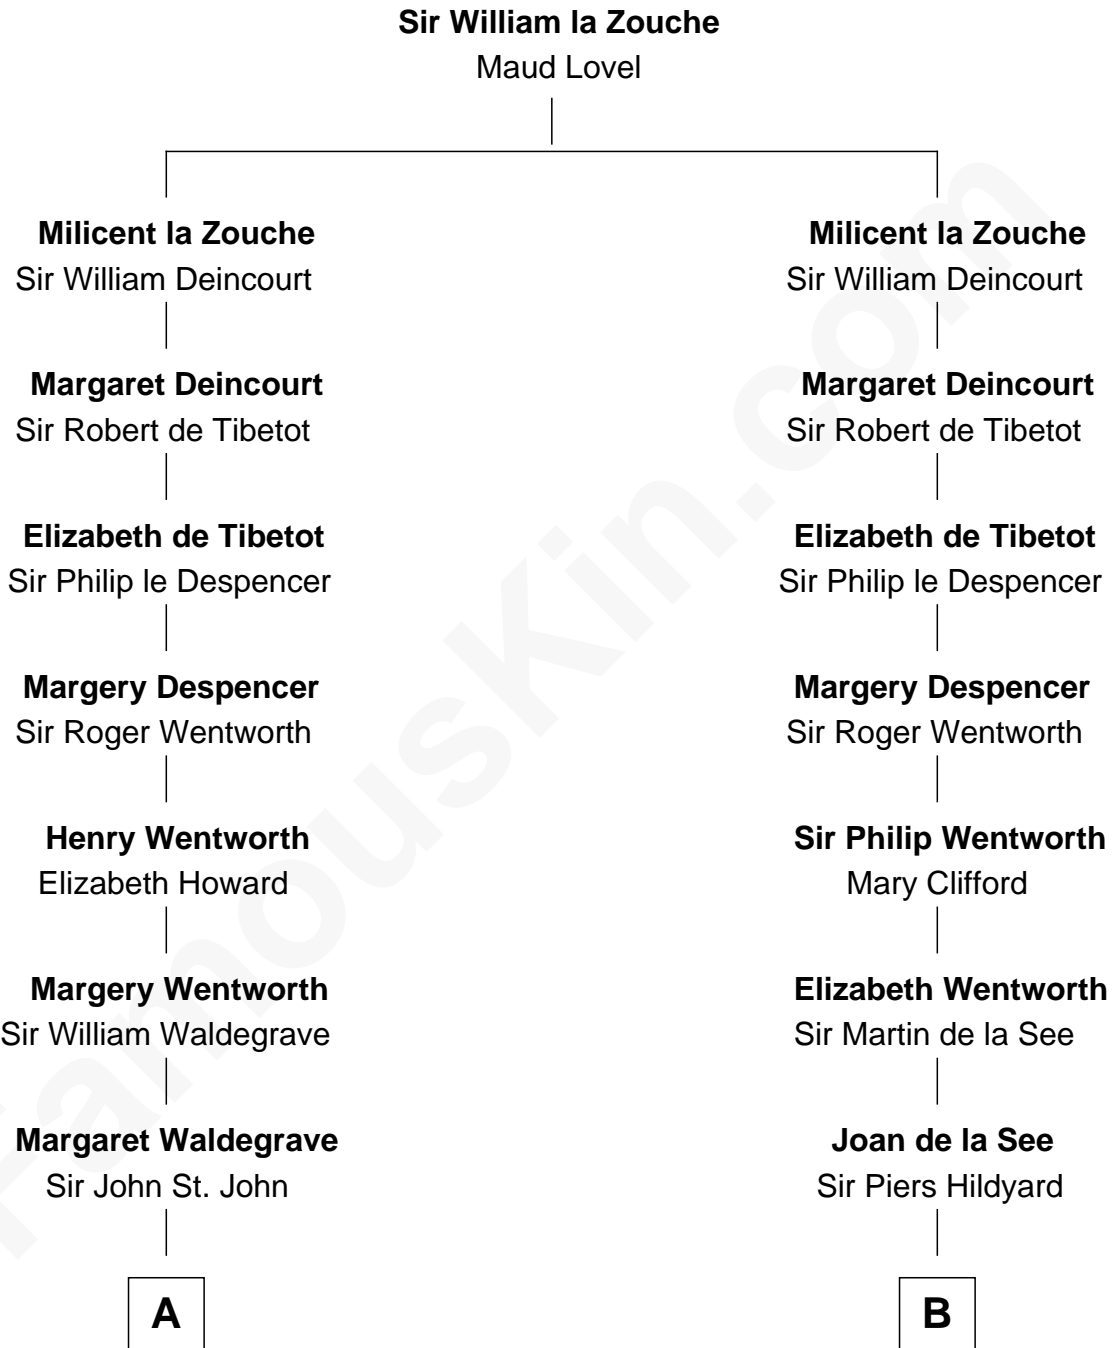 Sir William la Zouche
Maud Lovel
Milicent la Zouche
Sir William Deincourt
Margaret Deincourt
Sir Robert de Tibetot
Elizabeth de Tibetot
Sir Philip le Despencer
Margery Despencer
Sir Roger Wentworth
Henry Wentworth
Elizabeth Howard
Margery Wentworth
Sir William Waldegrave
Margaret Waldegrave
Sir John St. John
A
Milicent la Zouche
Sir William Deincourt
Margaret Deincourt
Sir Robert de Tibetot
Elizabeth de Tibetot
Sir Philip le Despencer
Margery Despencer
Sir Roger Wentworth
Sir Philip Wentworth
Mary Clifford
Elizabeth Wentworth
Sir Martin de la See
Joan de la See
Sir Piers Hildyard
B
FamousKin.com